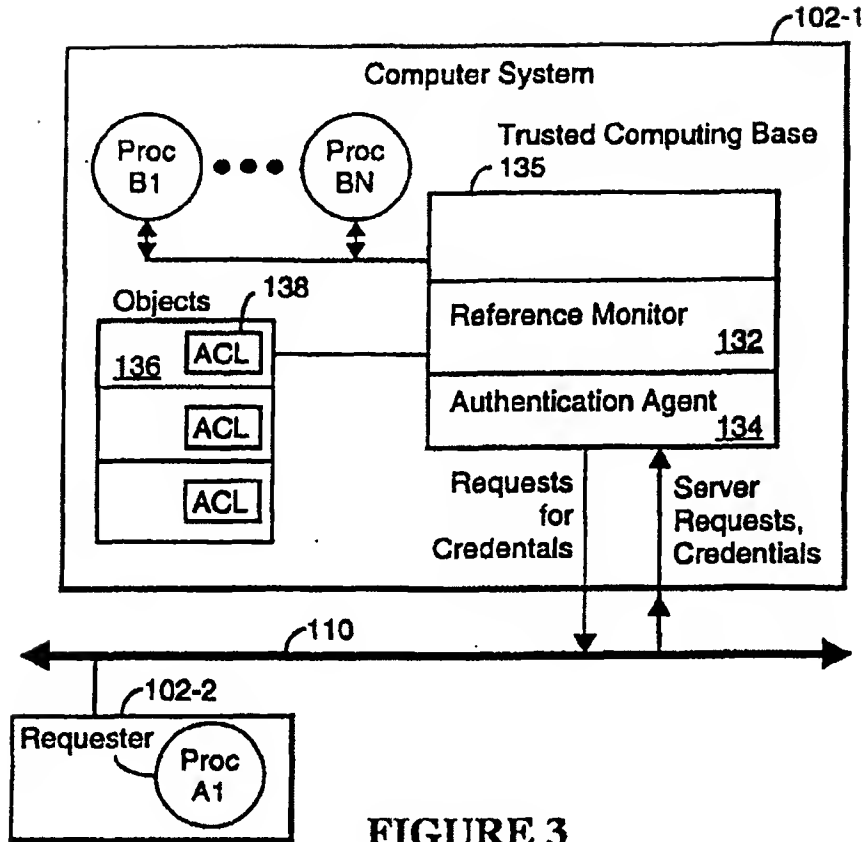 102-1
Computer System
Proc
B1
Proc
BN
Trusted Computing Base
135
Objects
138
136
ACL
ACL
ACL
Reference Monitor
132
Authentication Agent
134
Requests
for
Credentals
Server
Requests,
Credentials
110
102-2
Requester
Proc
A1
FIGURE 3